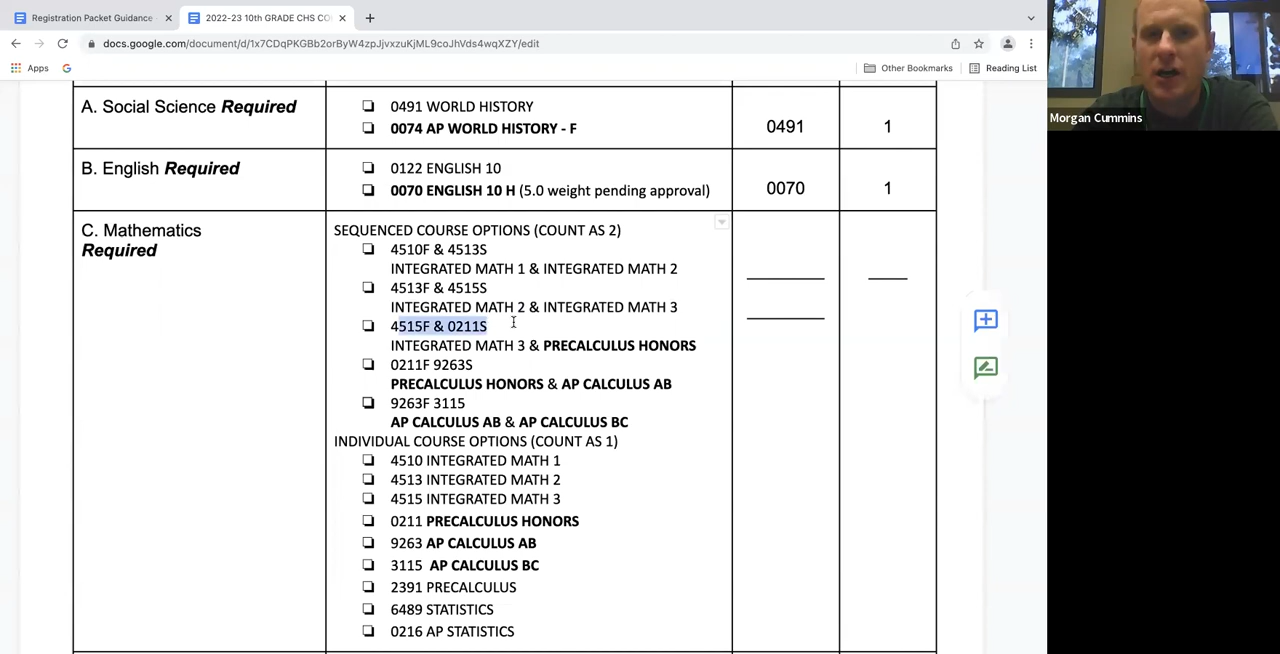 Registration Packet Guidance
2022-23 10th GRADE CHS CO
docs.google.com/document/d/1x7CDqPKGBb2orByW4zpJjvxzuKjML9coJhVds4wqXZY/edit
Apps
Other Bookmarks
Reading List
Morgan Cummins
A. Social Science Required
0491 WORLD HISTORY
0074 AP WORLD HISTORY - F
0491
1
B. English Required
0122 ENGLISH 10
0070 ENGLISH 10 H (5.0 weight pending approval)
0070
1
C. Mathematics
Required
SEQUENCED COURSE OPTIONS (COUNT AS 2)
4510F & 4513S
INTEGRATED MATH 1 & INTEGRATED MATH 2
4513F & 4515S
INTEGRATED MATH 2 & INTEGRATED MATH 3
4515F & 0211S
INTEGRATED MATH 3 & PRECALCULUS HONORS
0211F 9263S
PRECALCULUS HONORS & AP CALCULUS AB
9263F 3115
AP CALCULUS AB & AP CALCULUS BC
INDIVIDUAL COURSE OPTIONS (COUNT AS 1)
4510 INTEGRATED MATH 1
4513 INTEGRATED MATH 2
4515 INTEGRATED MATH 3
0211 PRECALCULUS HONORS
9263 AP CALCULUS AB
3115 AP CALCULUS BC
2391 PRECALCULUS
6489 STATISTICS
0216 AP STATISTICS